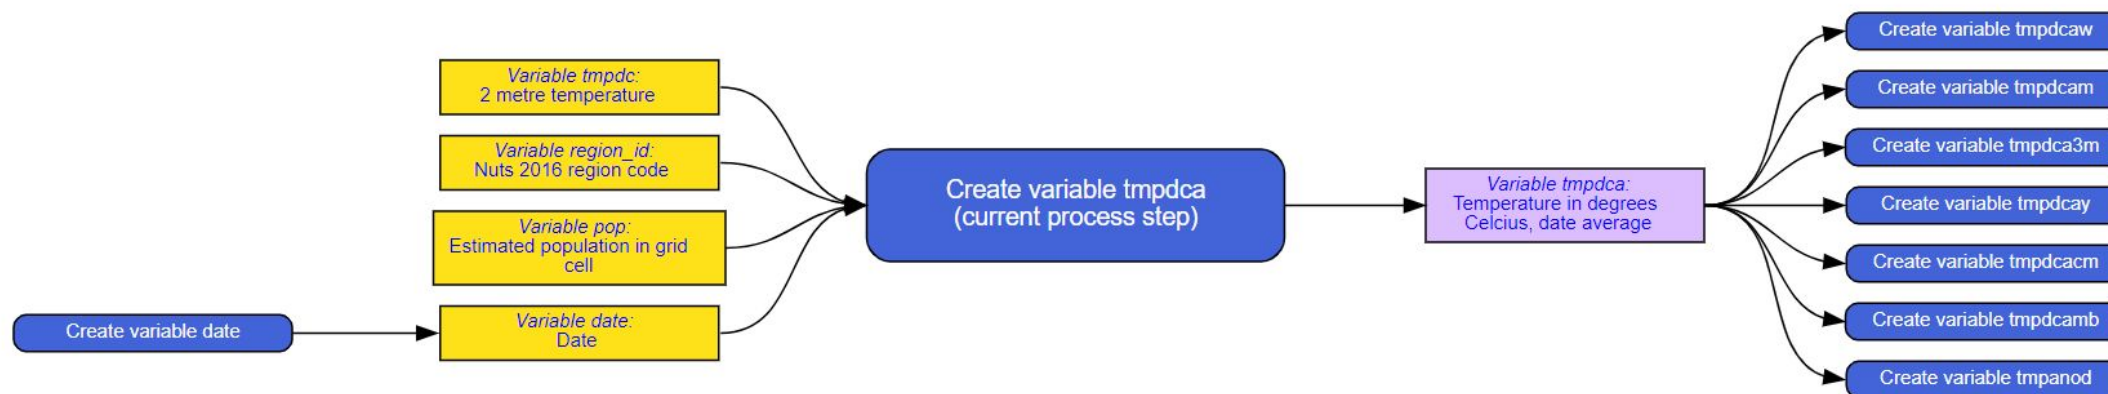 Create variable date
Variable tmpdc:
2 metre temperature
Variable region_id:
Nuts 2016 region code
Variable pop:
Estimated population in grid
cell
Variable date:
Date
Create variable tmpdca
(current process step)
Variable tmpdca:
Temperature in degrees
Celcius, date average
Create variable tmpdcaw
Create variable tmpdcam
Create variable tmpdca3m
Create variable tmpdcay
Create variable tmpdcacm
Create variable tmpdcamb
Create variable tmpanod